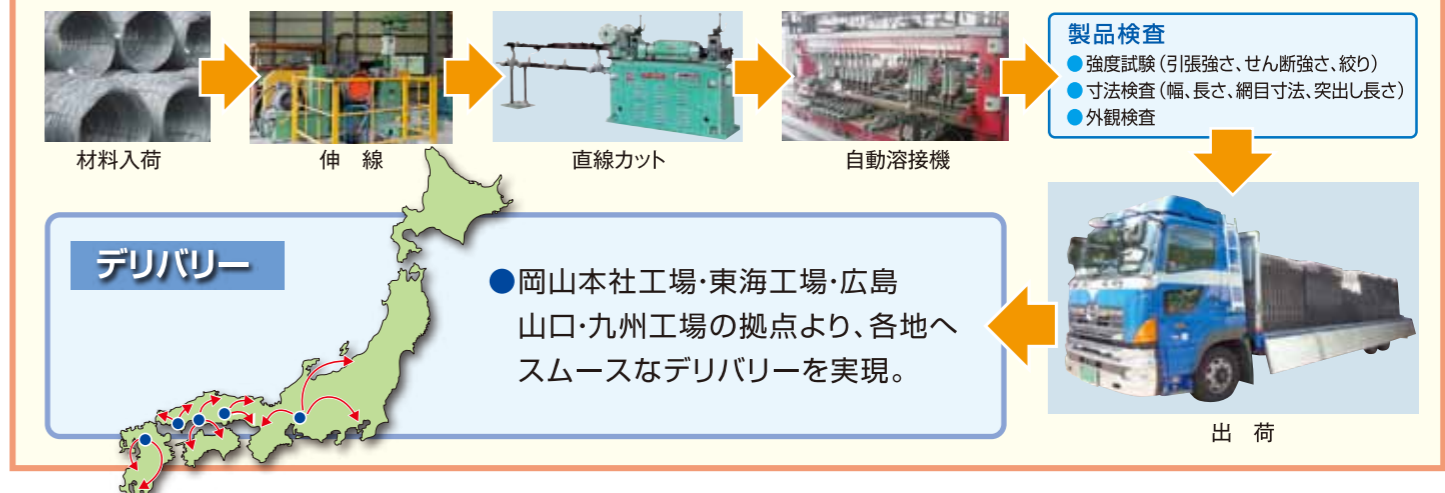 材料入荷
伸　線
直線カット
自動溶接機
製品検査
●強度試験(引張強さ、せん断強さ、絞り)
●寸法検査(幅、長さ、網目寸法、突出し長さ)
●外観検査
出　荷
デリバリー
●岡山本社工場・東海工場・広島
山口・九州工場の拠点より、各地へ
スムースなデリバリーを実現。